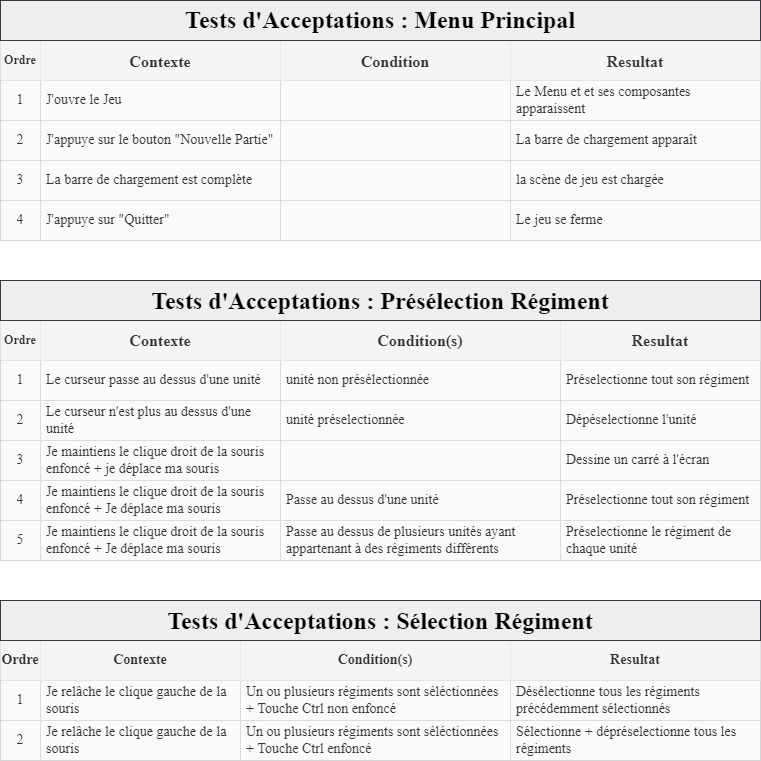 Tests d'Acceptations : Menu Principal
Ordre Contexte Condition Resultat
1 J'ouvre le Jeu Le Menu et et ses composantes
apparaissent
2 J'appuye sur le bouton "Nouvelle Partie" La barre de chargement apparaît
3 La barre de chargement est complète la scène de jeu est chargée
4 J'appuye sur "Quitter" Le jeu se ferme
Tests d'Acceptations : Présélection Régiment
Ordre Contexte Condition(s) Resultat
1 Le curseur passe au dessus d'une unité unité non présélectionnée Préselectionne tout son régiment
2 Le curseur n'est plus au dessus d'une
unité unité préselectionnée Dépéselectionne l'unité
3 Je maintiens le clique droit de la souris
enfoncé + je déplace ma souris Dessine un carré à l'écran
4 Je maintiens le clique droit de la souris
enfoncé + Je déplace ma souris Passe au dessus d'une unité Préselectionne tout son régiment
5 Je maintiens le clique droit de la souris
enfoncé + Je déplace ma souris Passe au dessus de plusieurs unités ayant
appartenant à des régiments différents Préselectionne le régiment de
chaque unité
Tests d'Acceptations : Sélection Régiment
Ordre Contexte Condition(s) Resultat
1 Je relâche le clique gauche de la
souris Un ou plusieurs régiments sont séléctionnées
+ Touche Ctrl non enfoncé Désélectionne tous les régiments
précédemment sélectionnés
2 Je relâche le clique gauche de la
souris Un ou plusieurs régiments sont séléctionnées
+ Touche Ctrl enfoncé Sélectionne + dépréselectionne tous les
régiments